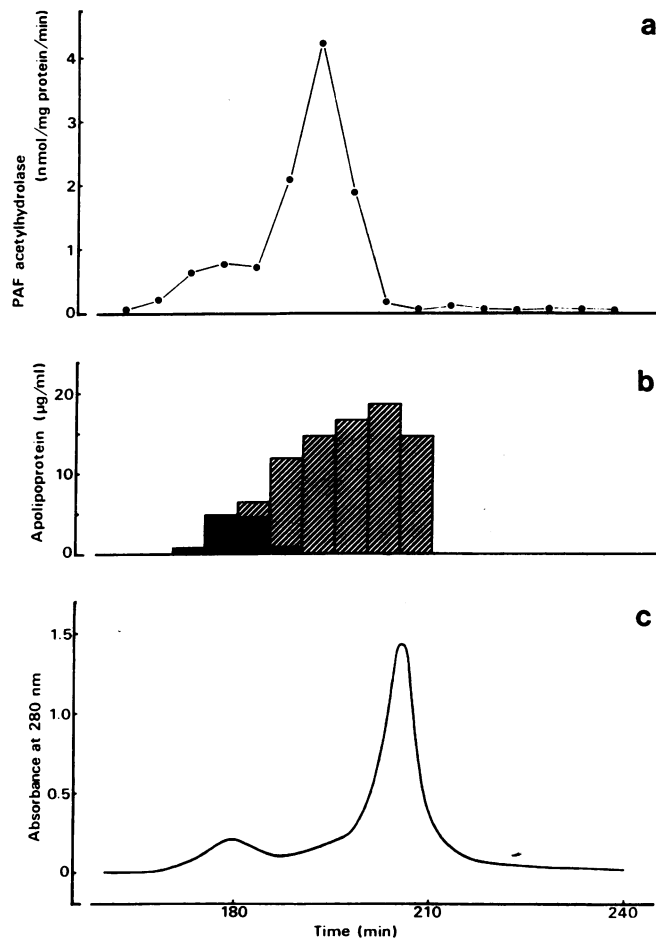 a
4
3
2
1
0
PAF acetylhydrolase
(nmol/mg protein/min)
b
20
10
0
Apolipoprotein (µg/ml)
c
1.5
1.0
0.5
0
Absorbance at 280 nm
180
210
240
Time (min)